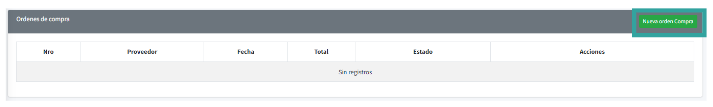 Ordenes de compra
Nueva orden Compra
Nro Proveedor Fecha Total Estado Acciones
Sin registros